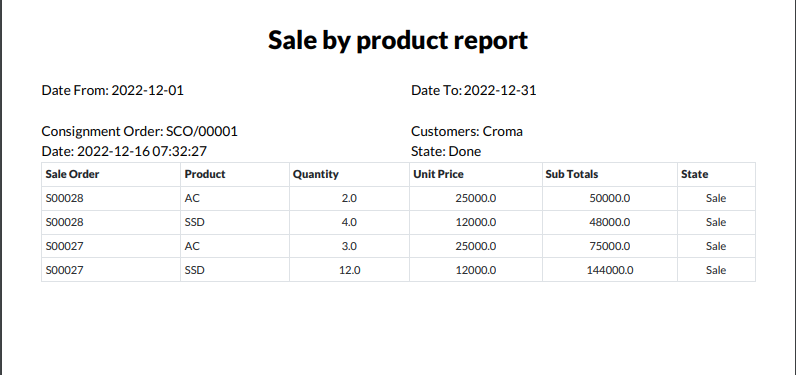 Sale by product report
Date From: 2022-12-01 Date To: 2022-12-31
Consignment Order: SCO/00001 Customers: Croma
Date: 2022-12-16 07:32:27 State: Done
Sale Order Product Quantity Unit Price Sub Totals State
S00028 AC 2.0 25000.0 50000.0 Sale
S00028 SSD 4.0 12000.0 48000.0 Sale
S00027 AC 3.0 25000.0 75000.0 Sale
S00027 SSD 12.0 12000.0 144000.0 Sale